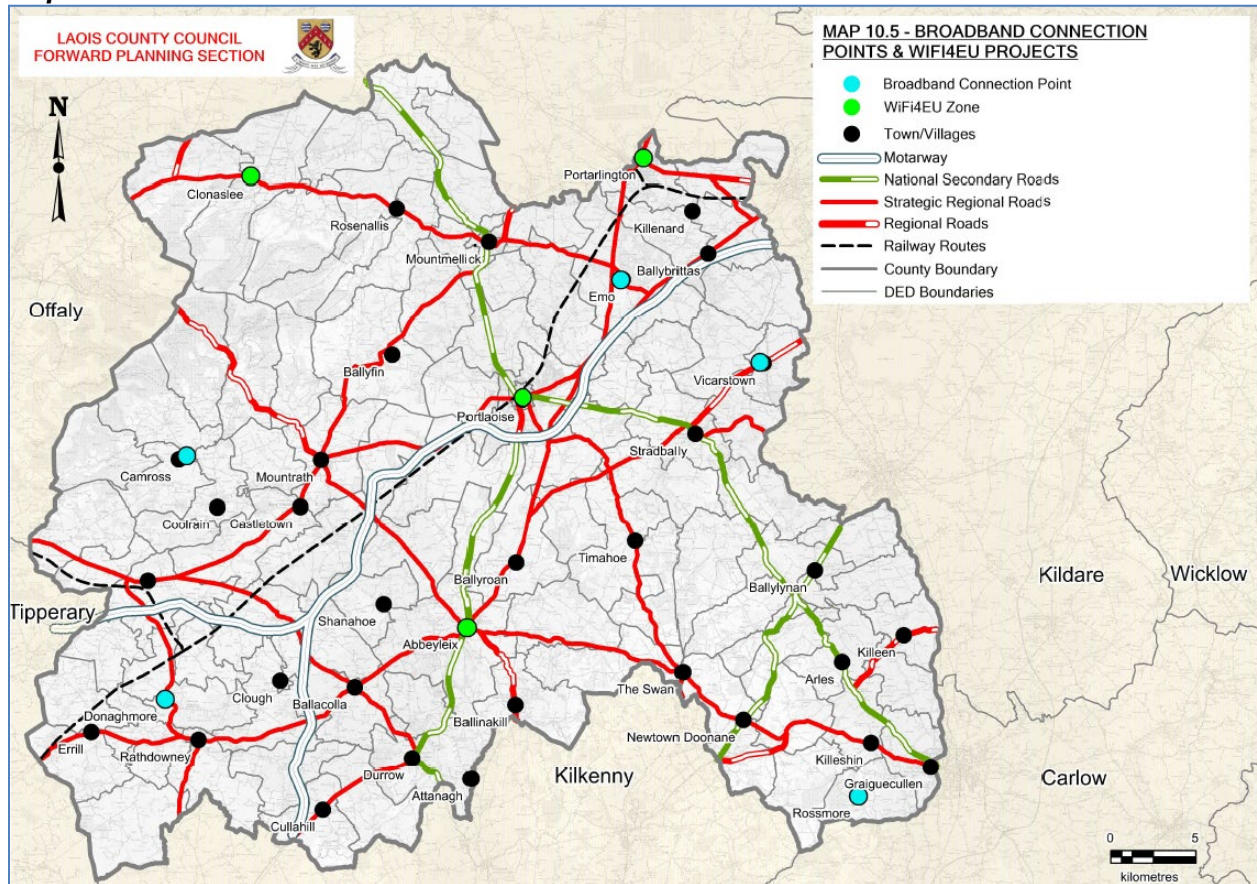 LAOIS COUNTY COUNCIL
FORWARD PLANNING SECTION
MAP 10.5 - BROADBAND CONNECTION
POINTS & WIFI4EU PROJECTS
Broadband Connection Point
WiFi4EU Zone
Town/Villages
Motarway
National Secondary Roads
Strategic Regional Roads
Regional Roads
Railway Routes
County Boundary
DED Boundaries
N
Portarlington
Clonaslee
Rosenallis
Killenard
Mountmellick
Ballybrittas
Emo
Offaly
Ballyfin
Vicarstown
Portlaoise
Stradbally
Camross
Mountrath
Coolrain
Castletown
Timahoe
Ballyroan
Ballylynan
Kildare
Wicklow
Tipperary
Shanahoe
Abbeyleix
Killeen
Arles
The Swan
Clough
Ballacolla
Ballinakill
Donaghmore
Newtown Doonane
Errill
Rathdowney
Killeshin
Durrow
Kilkenny
Graiguecullen
Carlow
Attanagh
Rossmore
Cullahill
0
5
kilometres